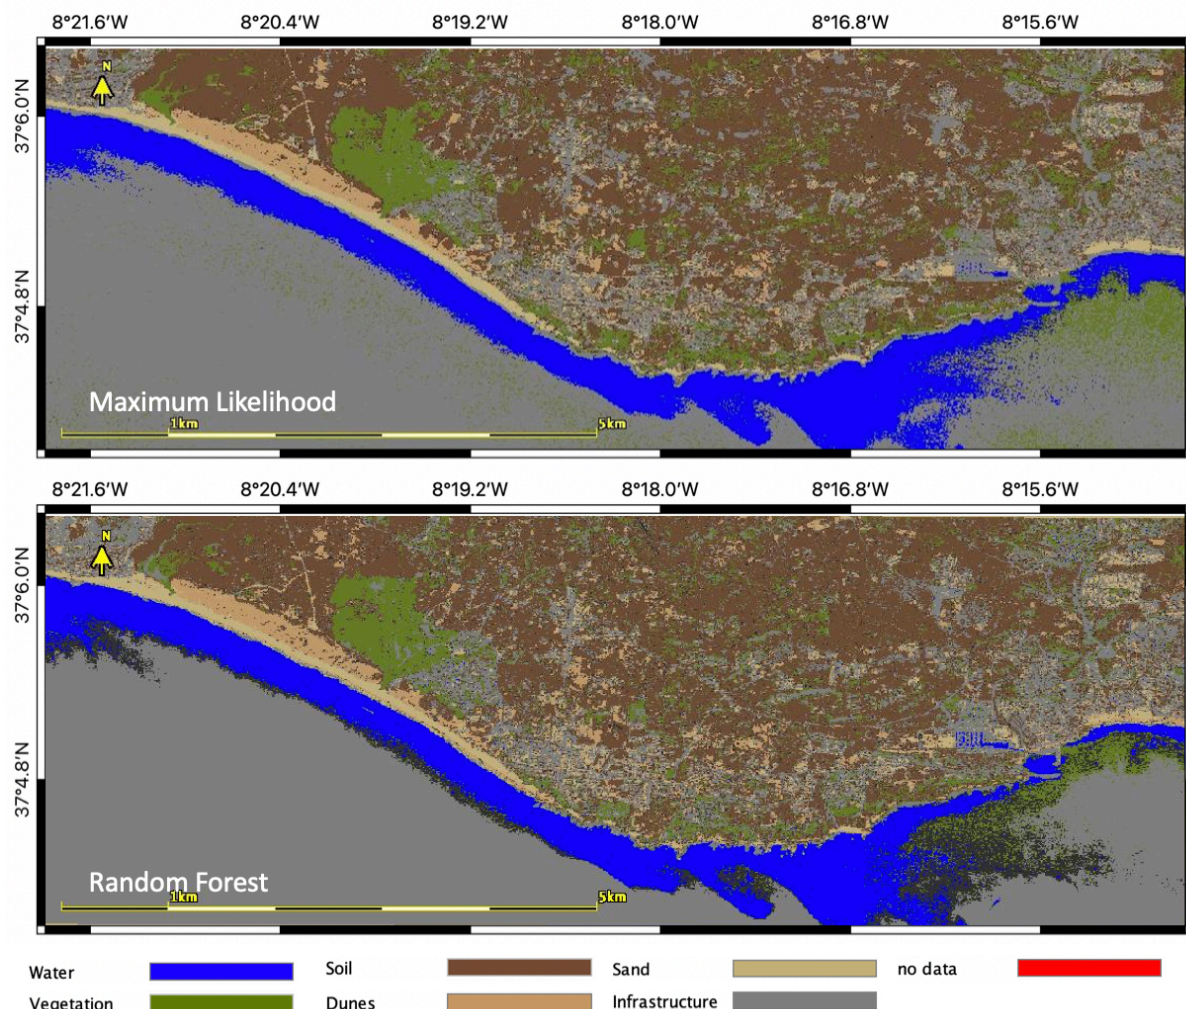 8°21.6'W 8°20.4'W 8°19.2'W 8°18.0'W 8°16.8'W 8°15.6'W
N
37°6.0'N
37°4.8'N
Maximum Likelihood
1km 5km
8°21.6'W 8°20.4'W 8°19.2'W 8°18.0'W 8°16.8'W 8°15.6'W
N
37°6.0'N
37°4.8'N
Random Forest
1km 5km
Water Soil Sand no data
Vegetation Dunes Infrastructure